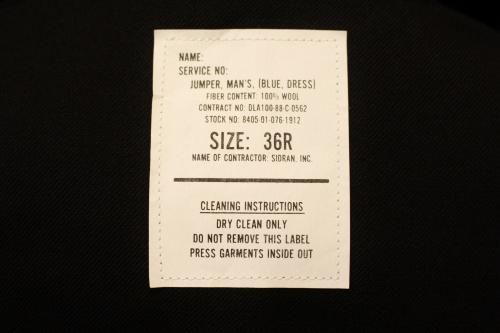 NAME:
SERVICE NO:
JUMPER, MAN'S, (BLUE, DRESS)
FIBER CONTENT: 100% WOOL
CONTRACT NO: DLA100-88-C-0562
STOCK NO: 8405-01-076-1912
SIZE: 36R
NAME OF CONTRACTOR: SIDRAN, INC.
CLEANING INSTRUCTIONS
DRY CLEAN ONLY
DO NOT REMOVE THIS LABEL
PRESS GARMENTS INSIDE OUT